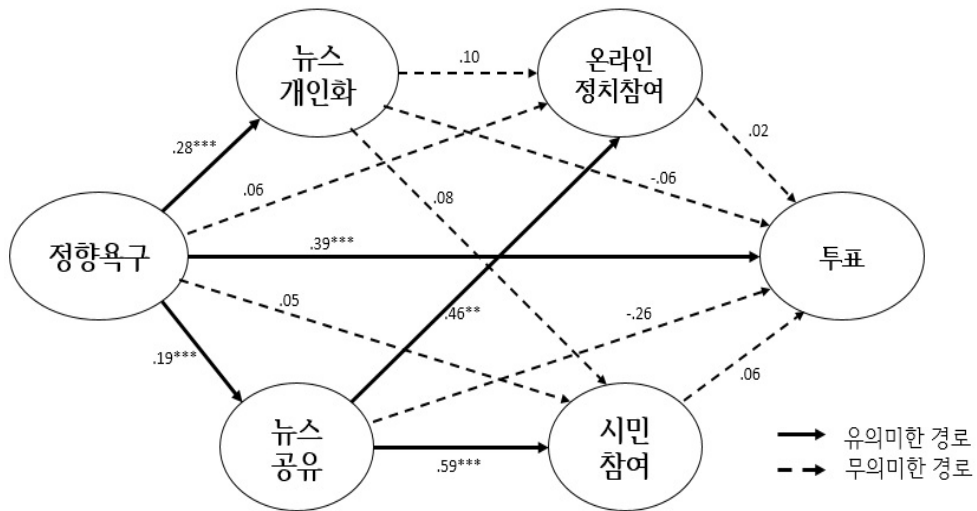 뉴스
개인화
온라인
정치참여
.10
.28***
.06
.02
-.06
.08
정향욕구
.39***
투표
.05
.46**
-.26
.19***
.06
뉴스
공유
.59***
시민
참여
유의미한 경로
무의미한 경로